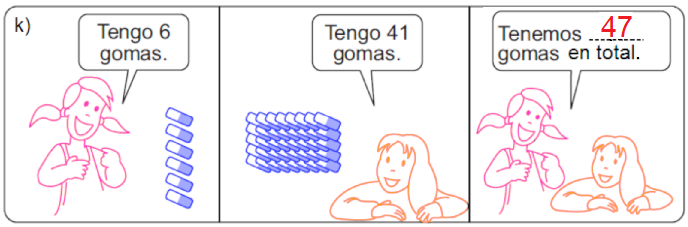 k)
Tengo 6
gomas.
Tengo 41
gomas.
Tenemos 47
gomas en total.